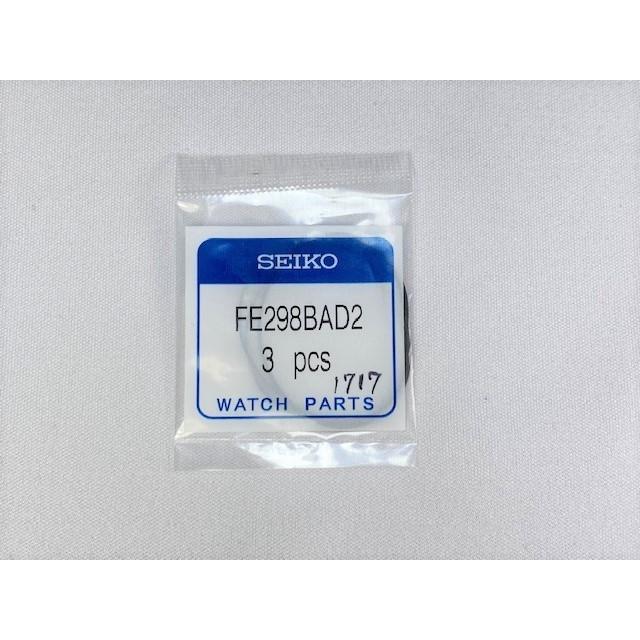 SEIKO
FE298BAD2
3 pcs
1717
WATCH PARTS